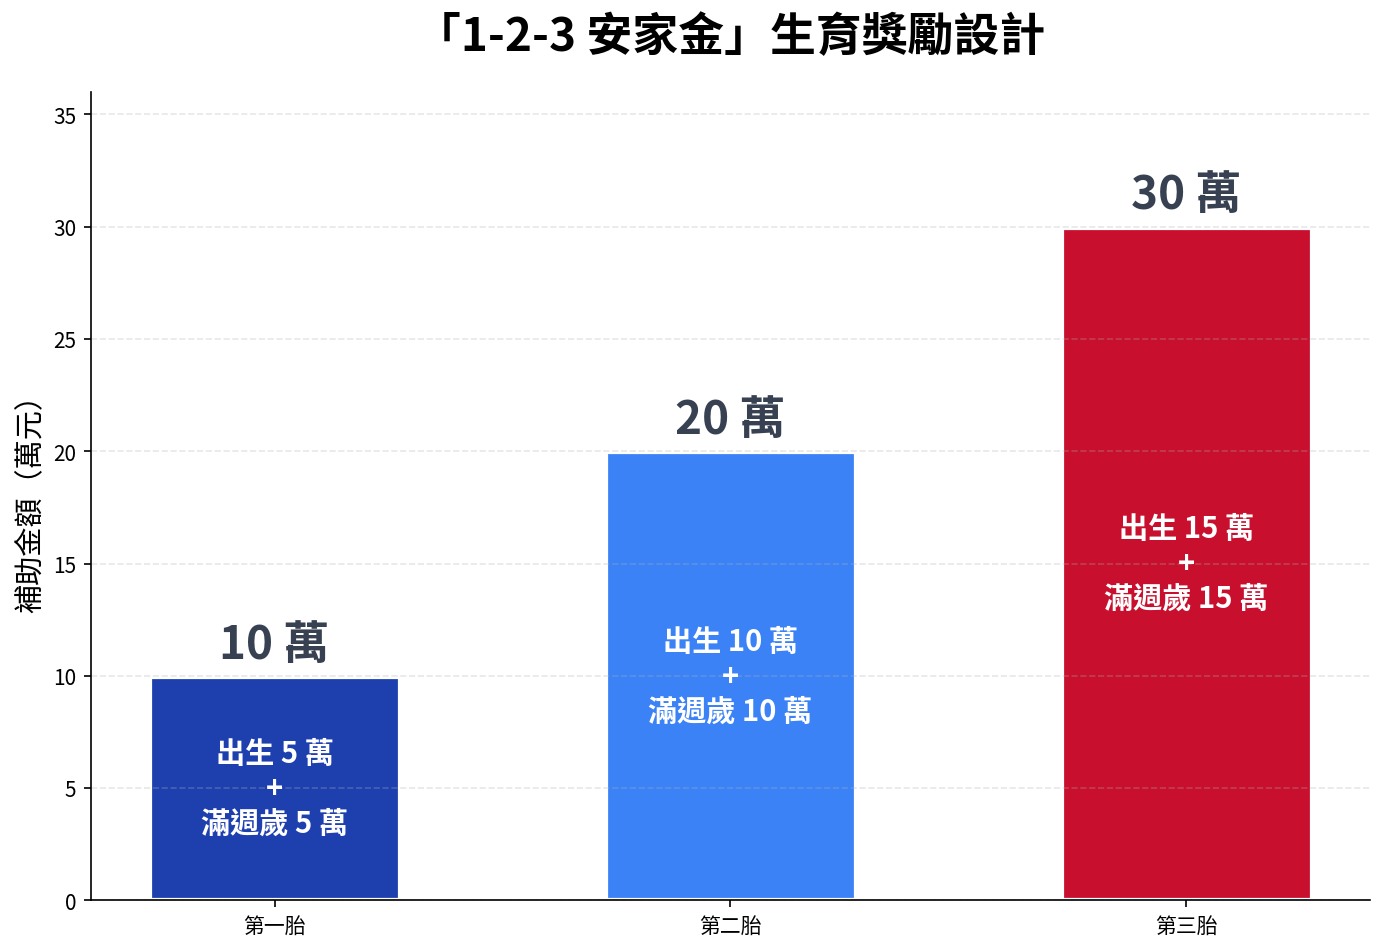 「1-2-3 安家金」生育獎勵設計
補助金額（萬元）
35
30
25
20
15
10
5
0
10 萬
出生 5 萬
+
滿週歲 5 萬
20 萬
出生 10 萬
+
滿週歲 10 萬
30 萬
出生 15 萬
+
滿週歲 15 萬
第一胎
第二胎
第三胎